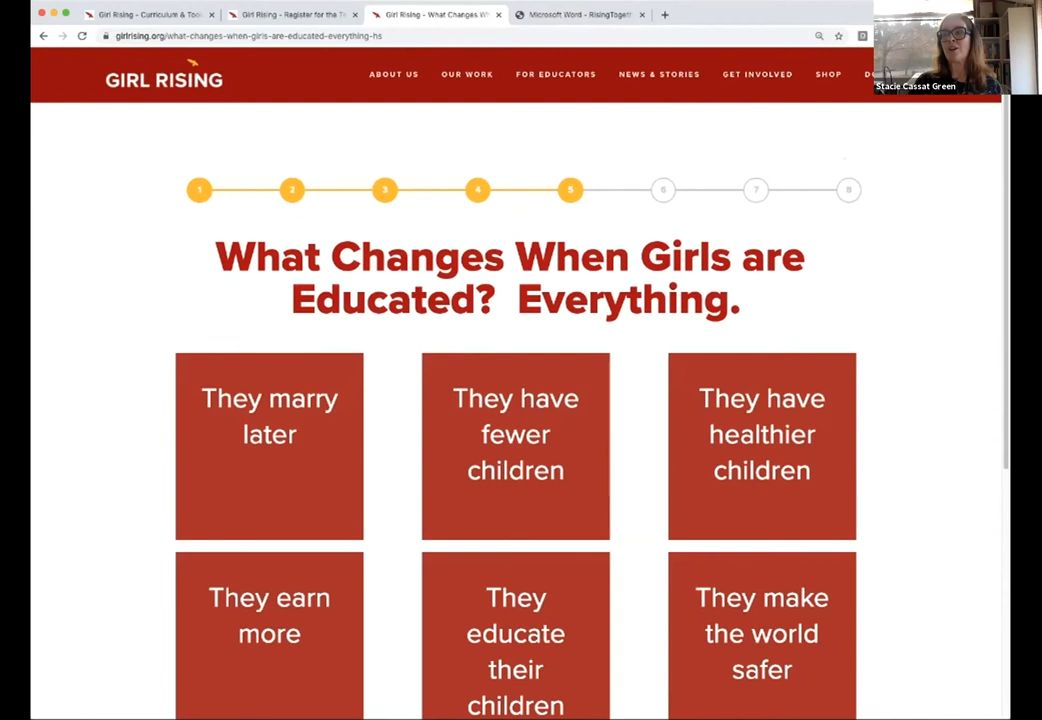 Girl Rising - Curriculum & Too
Girl Rising - Register for the Te
Girl Rising - What Changes W
Microsoft Word - RisingTogeth
girlrising.org/what-changes-when-girls-are-educated-everything-hs
GIRL RISING
ABOUT US
OUR WORK
FOR EDUCATORS
NEWS & STORIES
GET INVOLVED
SHOP
Stacie Cassat Green
1
2
3
4
5
6
7
8
What Changes When Girls are
Educated? Everything.
They marry
later
They have
fewer
children
They have
healthier
children
They earn
more
They
educate
their
children
They make
the world
safer